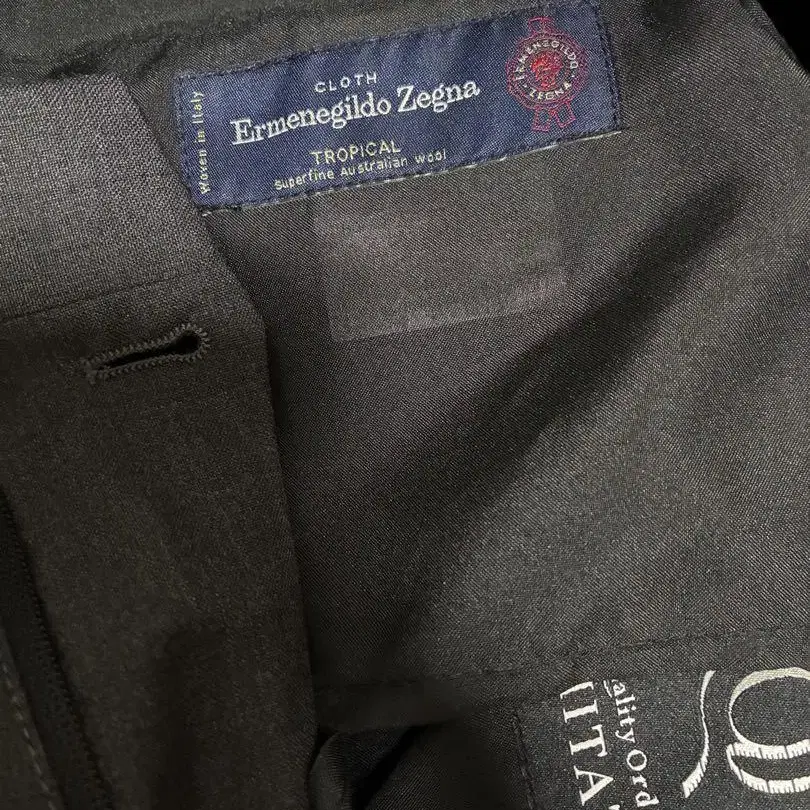 CLOTH
Ermenegildo Zegna
TROPICAL
Superfine Australian wool
Woven in Italy
ERMENEGILDO
ZEGNA